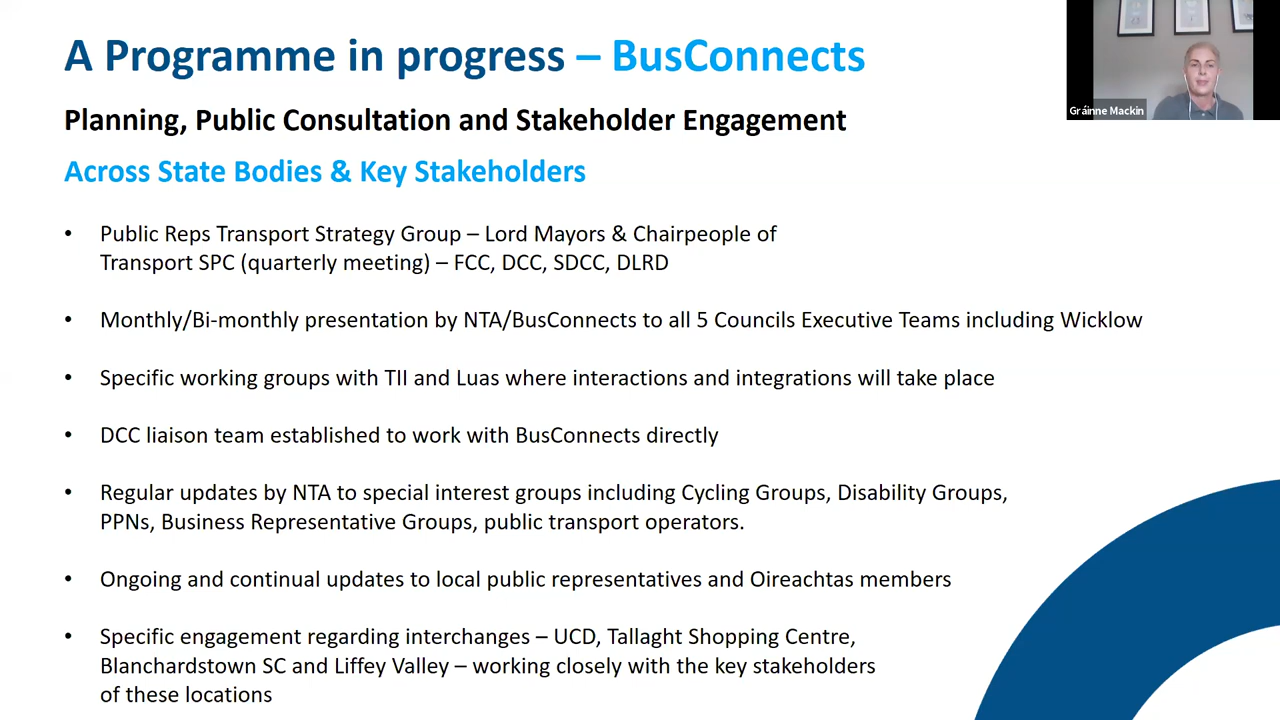 A Programme in progress – BusConnects
Gráinne Mackin
Planning, Public Consultation and Stakeholder Engagement
Across State Bodies & Key Stakeholders
• Public Reps Transport Strategy Group – Lord Mayors & Chairpeople of
Transport SPC (quarterly meeting) – FCC, DCC, SDCC, DLRD
• Monthly/Bi-monthly presentation by NTA/BusConnects to all 5 Councils Executive Teams including Wicklow
• Specific working groups with TII and Luas where interactions and integrations will take place
• DCC liaison team established to work with BusConnects directly
• Regular updates by NTA to special interest groups including Cycling Groups, Disability Groups,
PPNs, Business Representative Groups, public transport operators.
• Ongoing and continual updates to local public representatives and Oireachtas members
• Specific engagement regarding interchanges – UCD, Tallaght Shopping Centre,
Blanchardstown SC and Liffey Valley – working closely with the key stakeholders
of these locations